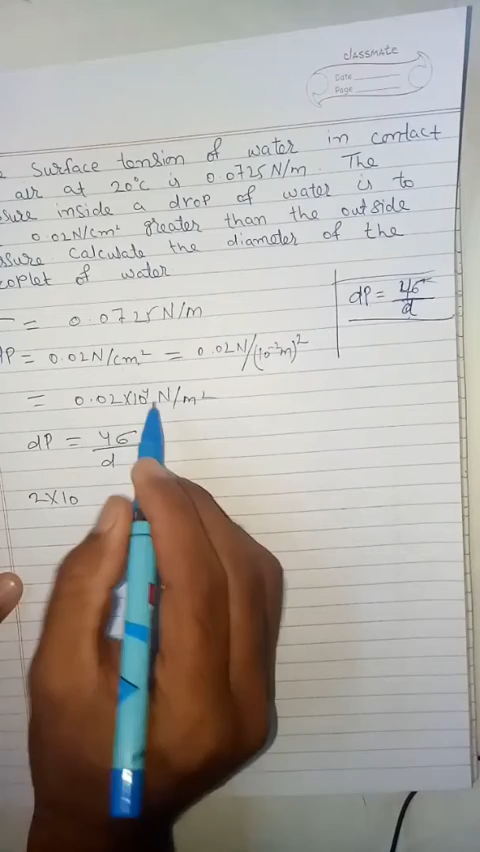 classmate
Date
Page
Surface tension of water in contact
air at 20°C is 0.0725 N/m. The
inside a drop of water is to
0.02N/cm² greater than the outside
calculate the diameter of the
of water
= 0.0725 N/m
dP = 4σ/d
dP = 0.02 N/cm² = 0.02N/(10⁻²m)²
= 0.02×10⁴ N/m²
dP = 4σ/d
2×10